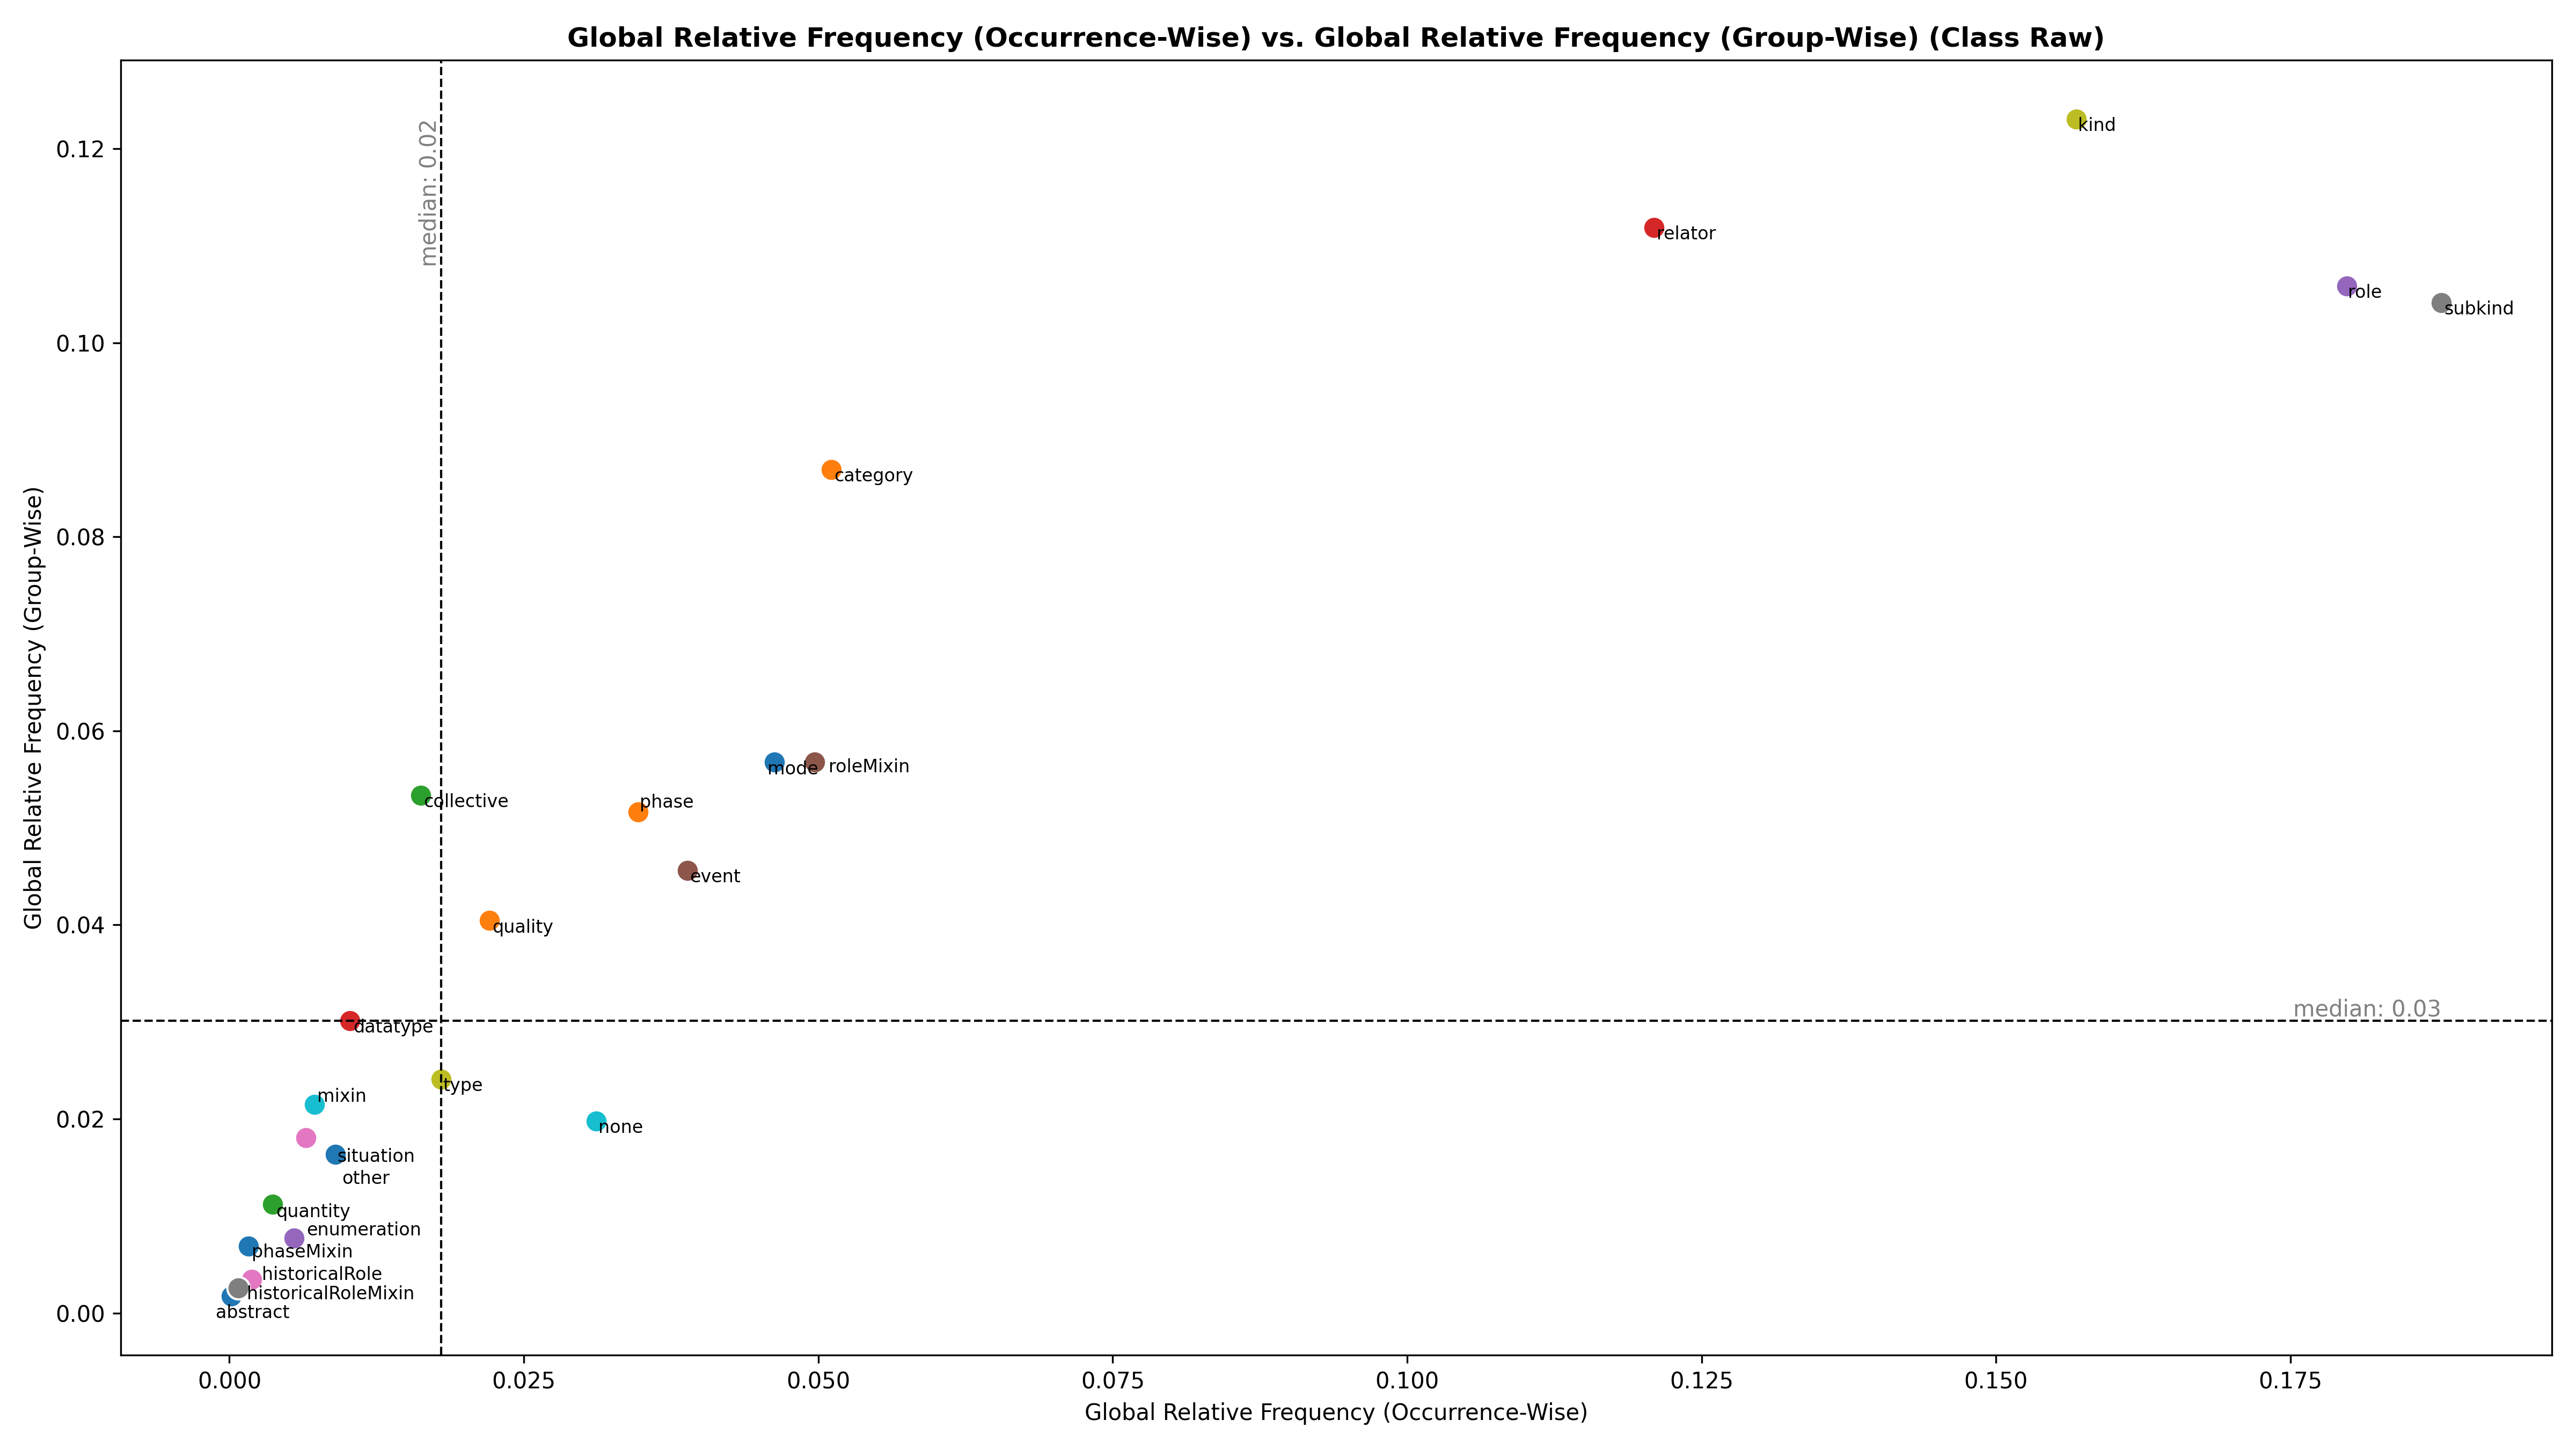 Global Relative Frequency (Occurrence-Wise) vs. Global Relative Frequency (Group-Wise) (Class Raw)
Global Relative Frequency (Group-Wise)
0.12
0.10
0.08
0.06
0.04
0.02
0.00
median: 0.02
kind
relator
role
subkind
category
mode
roleMixin
collective
phase
event
quality
median: 0.03
datatype
type
mixin
none
situation
other
quantity
enumeration
phaseMixin
historicalRole
historicalRoleMixin
abstract
0.000
0.025
0.050
0.075
0.100
0.125
0.150
0.175
Global Relative Frequency (Occurrence-Wise)